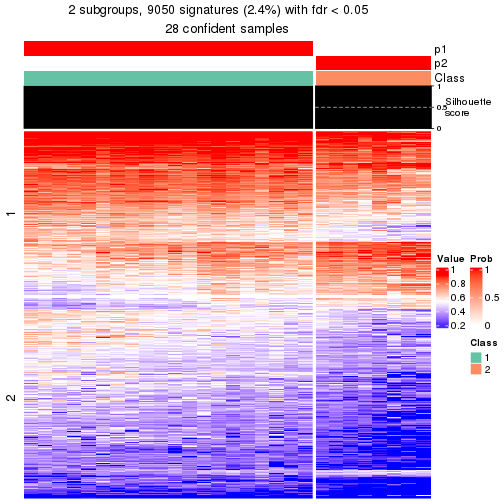 2 subgroups, 9050 signatures (2.4%) with fdr < 0.05
28 confident samples
p1
p2
Class
1
0.5
0
Silhouette
score
1
2
Value
1
0.8
0.6
0.4
0.2
Prob
1
0.5
0
Class
1
2